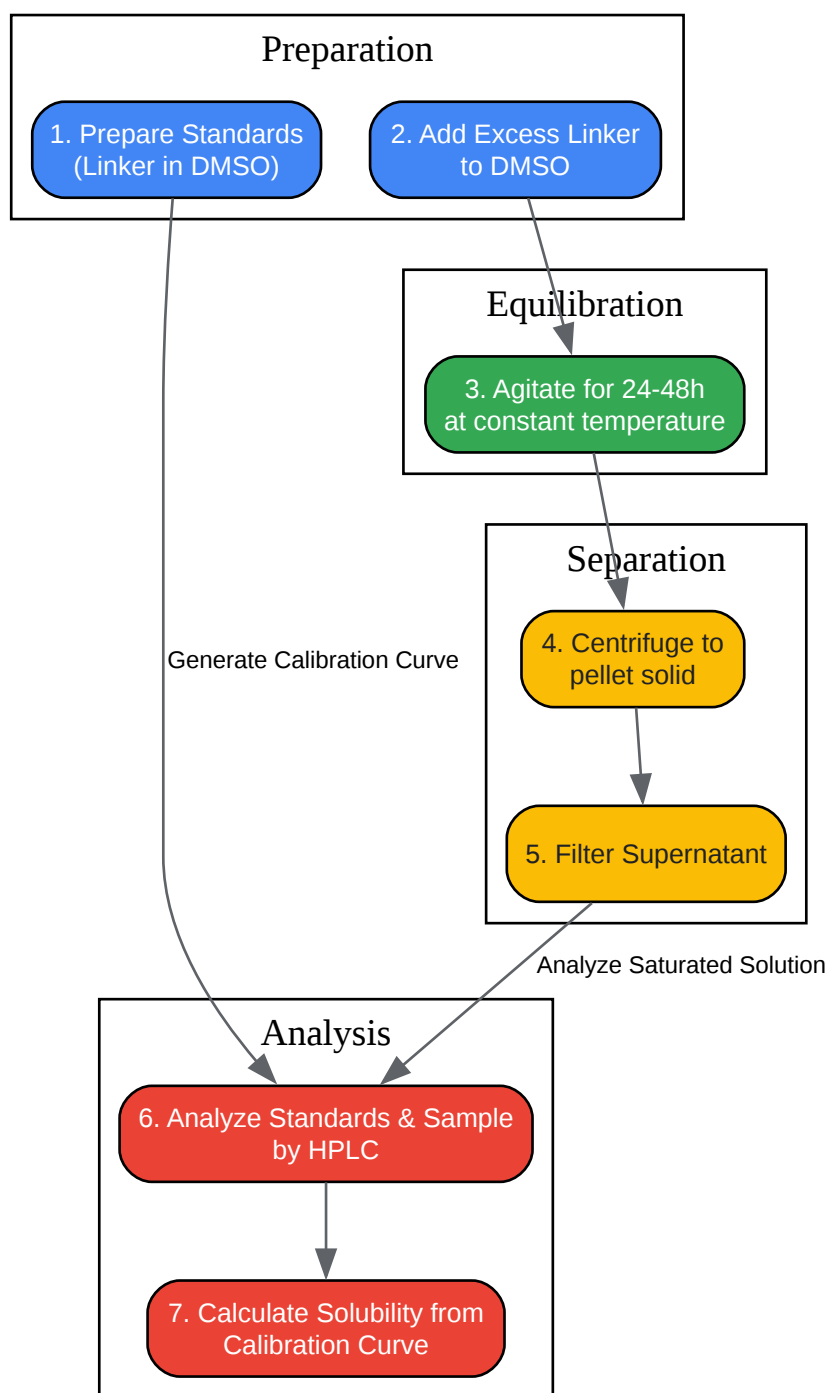 Preparation
1. Prepare Standards
(Linker in DMSO)
2. Add Excess Linker
to DMSO
Equilibration
3. Agitate for 24-48h
at constant temperature
Separation
4. Centrifuge to
pellet solid
Generate Calibration Curve
5. Filter Supernatant
Analyze Saturated Solution
Analysis
6. Analyze Standards & Sample
by HPLC
7. Calculate Solubility from
Calibration Curve